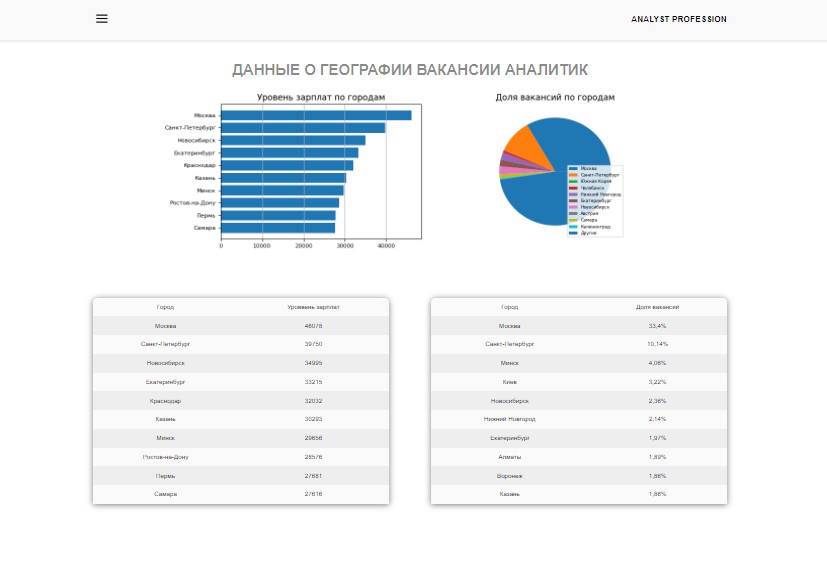 ANALYST PROFESSION
ДАННЫЕ О ГЕОГРАФИИ ВАКАНСИИ АНАЛИТИК
Уровень зарплат по городам
Москва
Санкт-Петербург
Новосибирск
Екатеринбург
Краснодар
Казань
Минск
Ростов-на-Дону
Пермь
Самара
0 10000 20000 30000 40000
Доля вакансий по городам
Москва
Санкт-Петербург
Южная Корея
Челябинск
Нижний Новгород
Екатеринбург
Новосибирск
Австрия
Самара
Калининград
Другие
Город Уровень зарплат
Москва 46078
Санкт-Петербург 39750
Новосибирск 34995
Екатеринбург 33215
Краснодар 32032
Казань 30293
Минск 29656
Ростов-на-Дону 28576
Пермь 27681
Самара 27616
Город Доля вакансий
Москва 33,4%
Санкт-Петербург 10,14%
Минск 4,06%
Киев 3,22%
Новосибирск 2,36%
Нижний Новгород 2,14%
Екатеринбург 1,97%
Алматы 1,89%
Воронеж 1,86%
Казань 1,86%